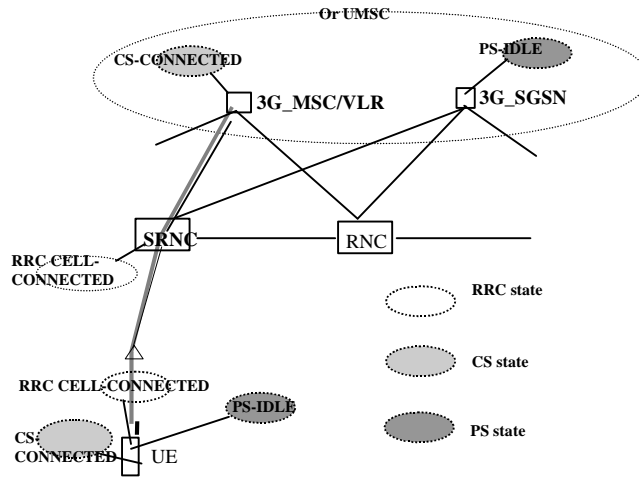 Or UMSC
CS-CONNECTED
PS-IDLE
3G_MSC/VLR
3G_SGSN
SRNC
RNC
RRC CELL-
CONNECTED
RRC state
CS state
PS state
RRC CELL-CONNECTED
PS-IDLE
CS-
CONNECTED
UE